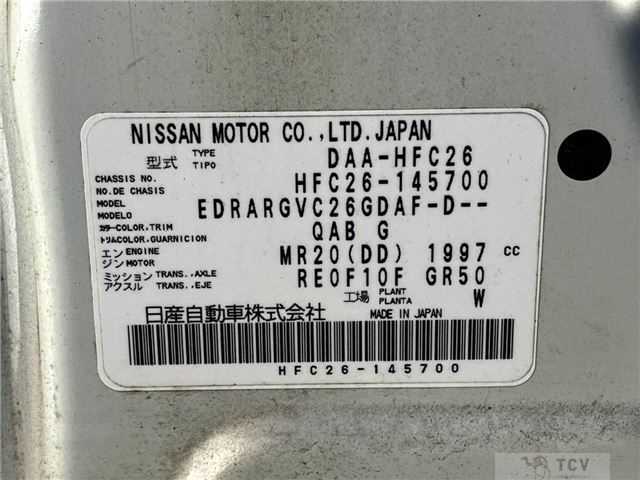 NISSAN MOTOR CO.,LTD.JAPAN
型式 TYPE TIPO DAA-HFC26
CHASSIS NO. NO.DE CHASIS HFC26-145700
MODEL MODELO EDRARGVC26GDAF-D--
カラー COLOR,TRIM トリム COLOR,GUARNICION QAB G
エンジン ENGINE MOTOR MR20(DD) 1997 cc
ミッション アクスル TRANS.,AXLE TRANS.,EJE RE0F10F GR50
工場 PLANT PLANTA W
日産自動車株式会社 MADE IN JAPAN
HFC26-145700
TCV